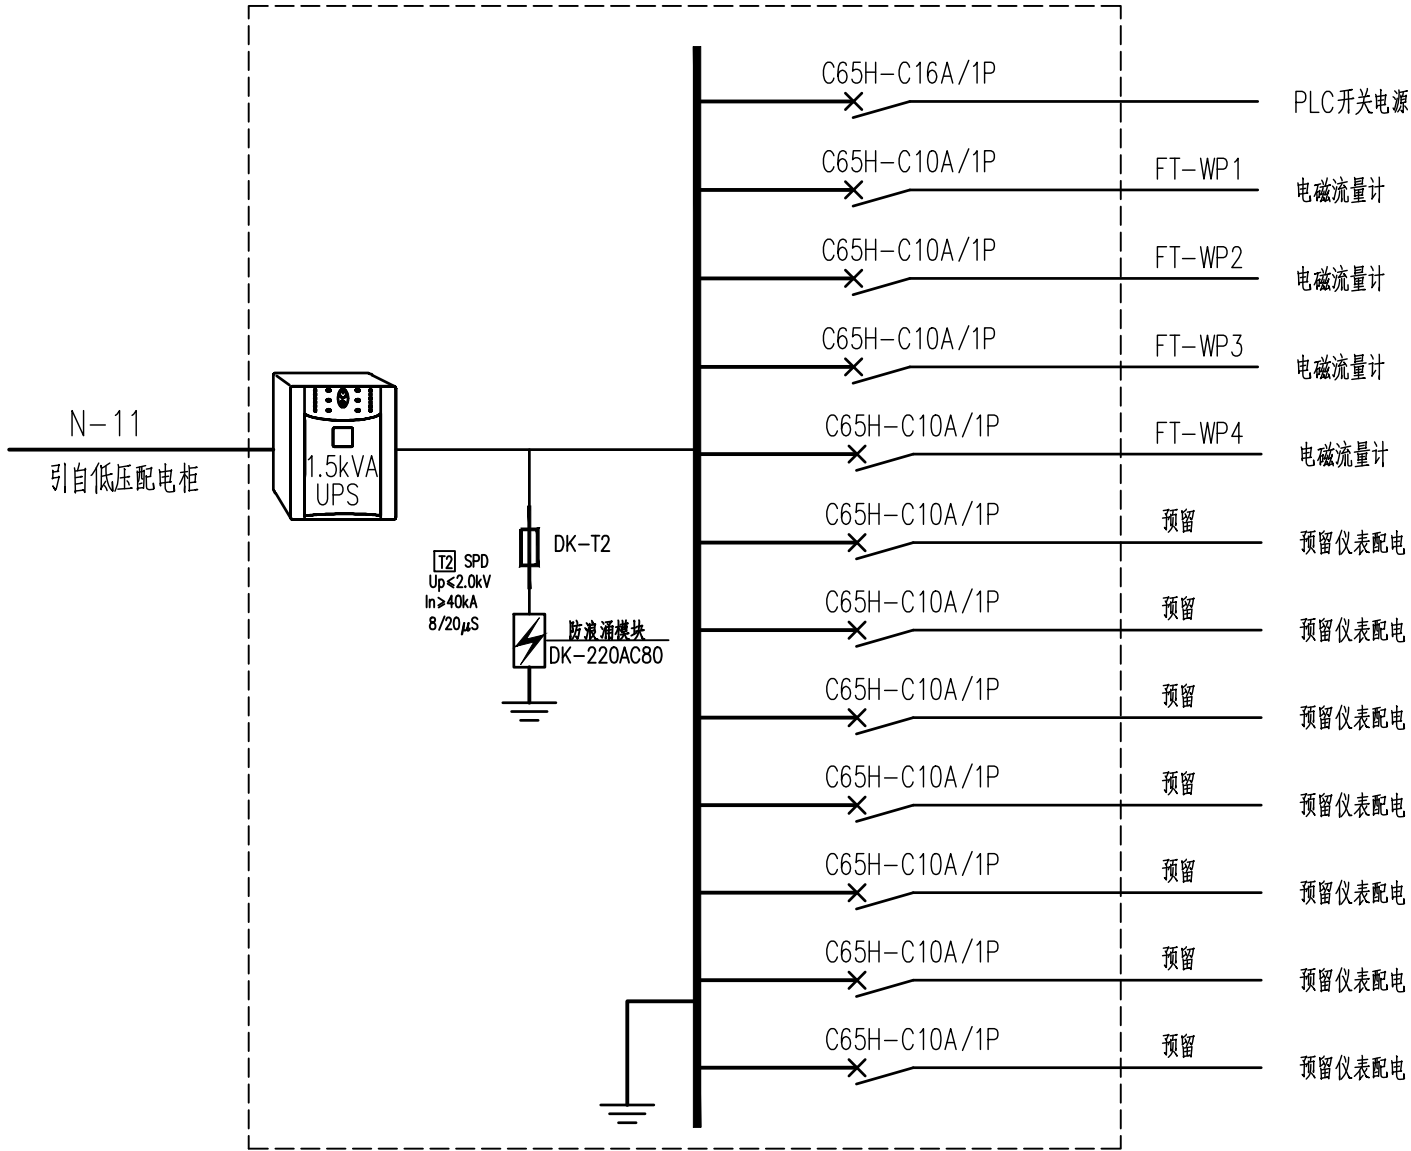 C65H-C16A/1P
PLC开关电源
C65H-C10A/1P
FT-WP1
电磁流量计
C65H-C10A/1P
FT-WP2
电磁流量计
C65H-C10A/1P
FT-WP3
电磁流量计
C65H-C10A/1P
FT-WP4
电磁流量计
N-11
引自低压配电柜
1.5kVA
UPS
C65H-C10A/1P
预留
预留仪表配电
DK-T2
T2 SPD
Up≤2.0kV
In≥40kA
8/20μS
防浪涌模块
DK-220AC80
C65H-C10A/1P
预留
预留仪表配电
C65H-C10A/1P
预留
预留仪表配电
C65H-C10A/1P
预留
预留仪表配电
C65H-C10A/1P
预留
预留仪表配电
C65H-C10A/1P
预留
预留仪表配电
C65H-C10A/1P
预留
预留仪表配电